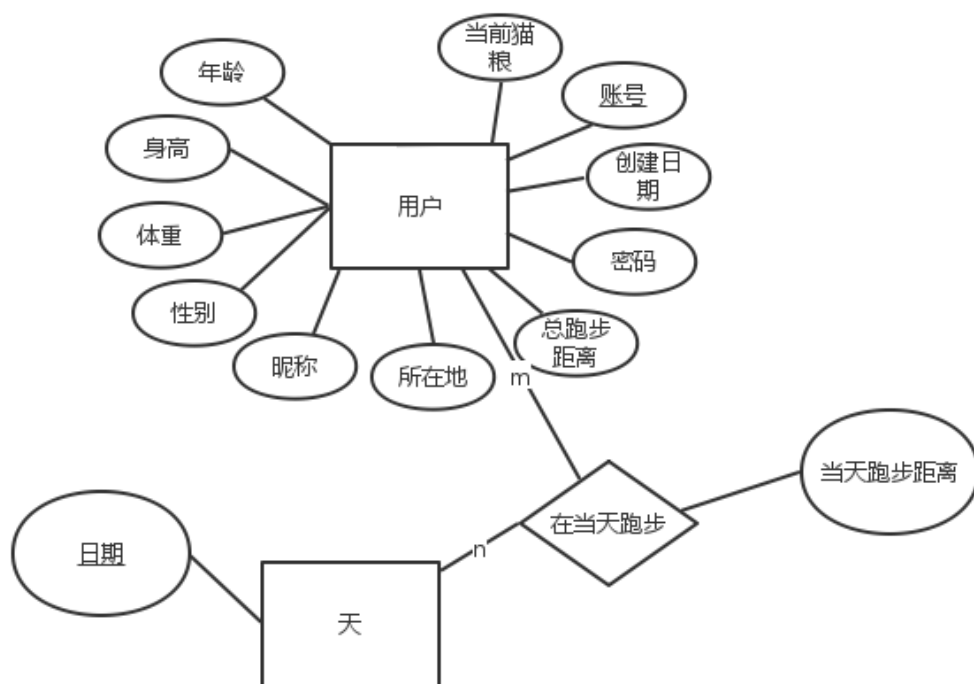 当前猫
粮
年龄
账号
身高
创建日
期
用户
体重
密码
性别
总跑步
距离
昵称
所在地
m
当天跑步距离
在当天跑步
n
日期
天